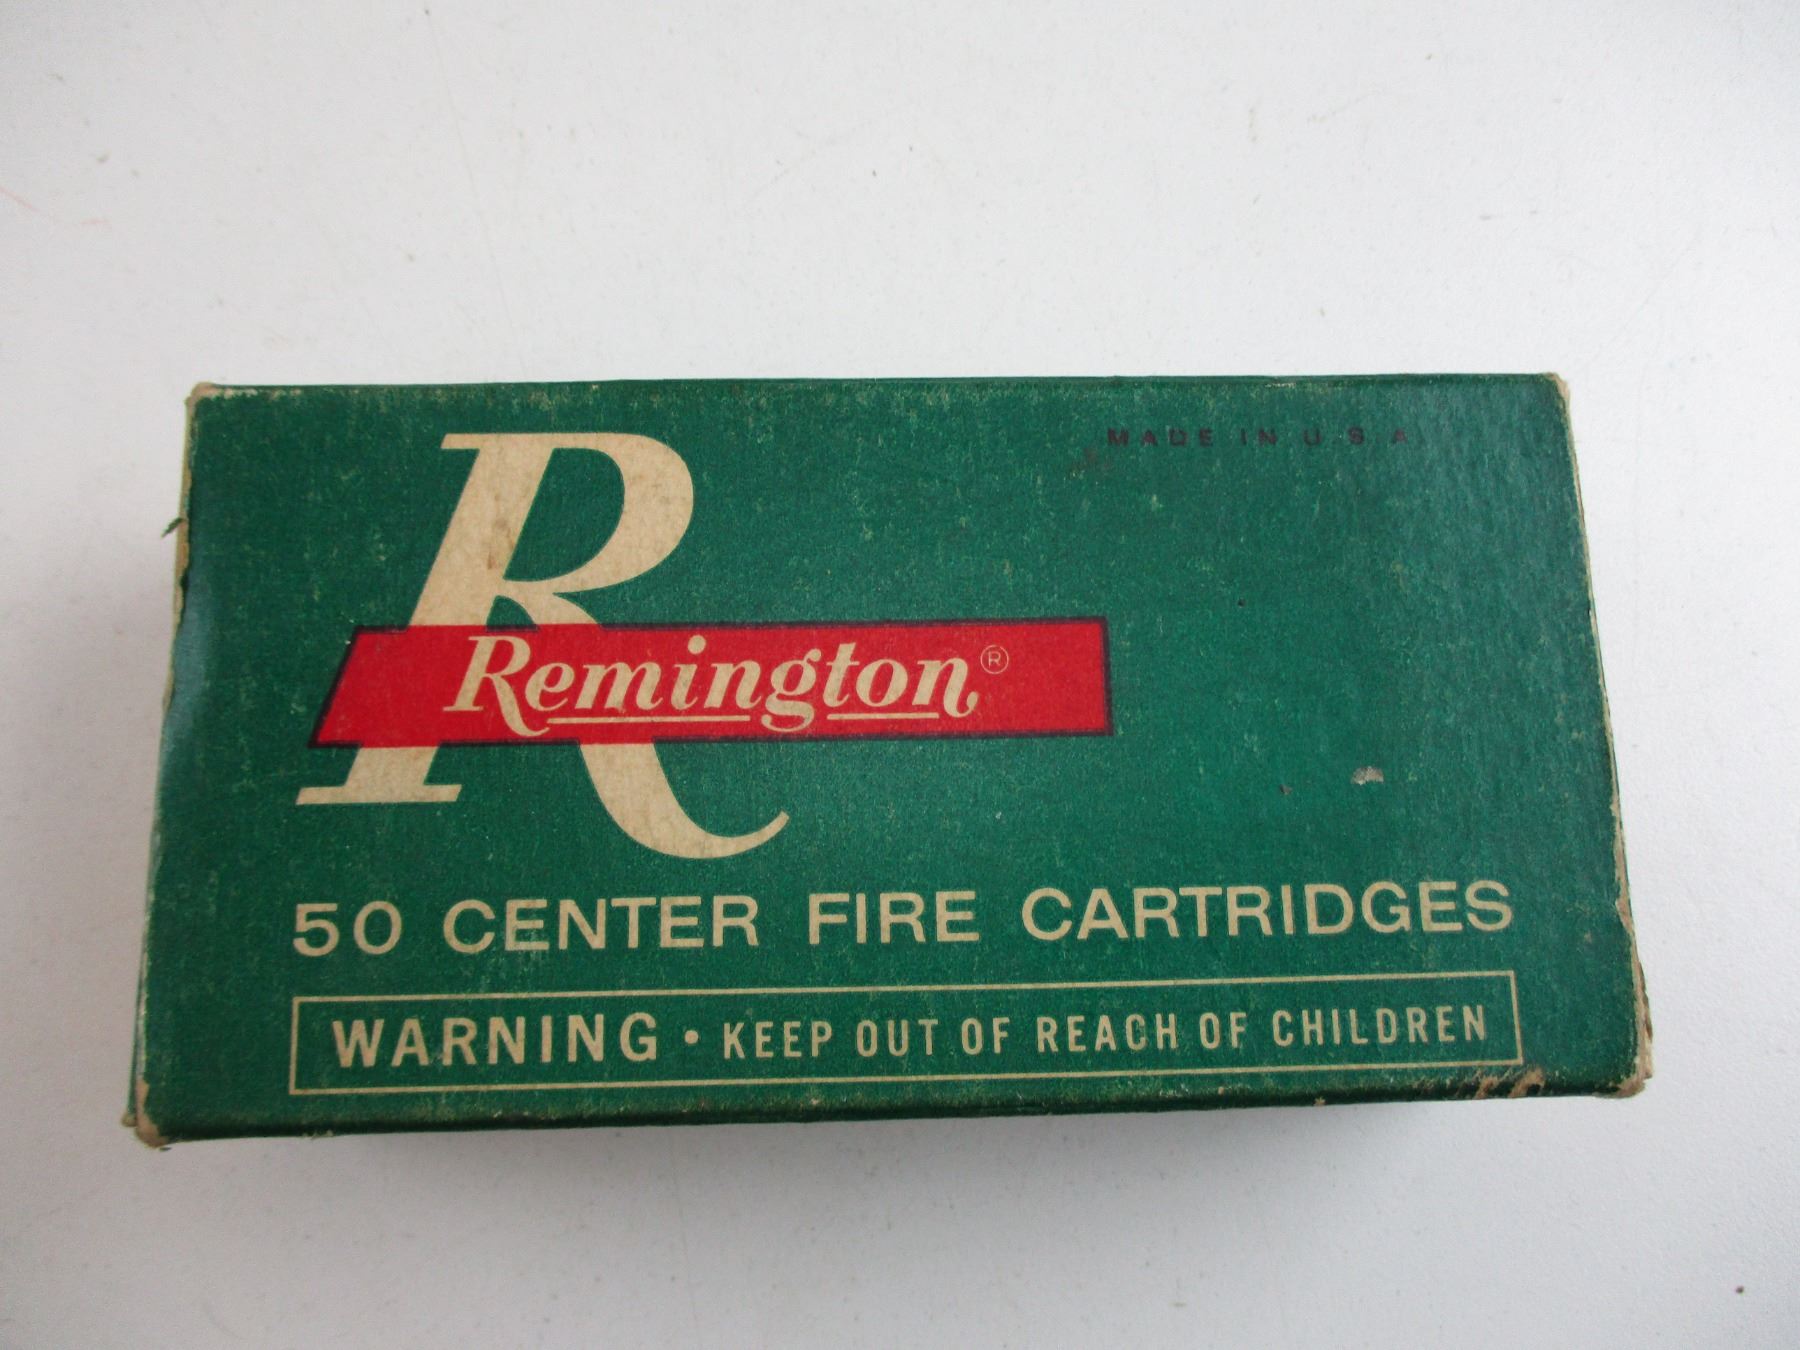 MADE IN U.S.A.
R
Remington®
50 CENTER FIRE CARTRIDGES
WARNING • KEEP OUT OF REACH OF CHILDREN